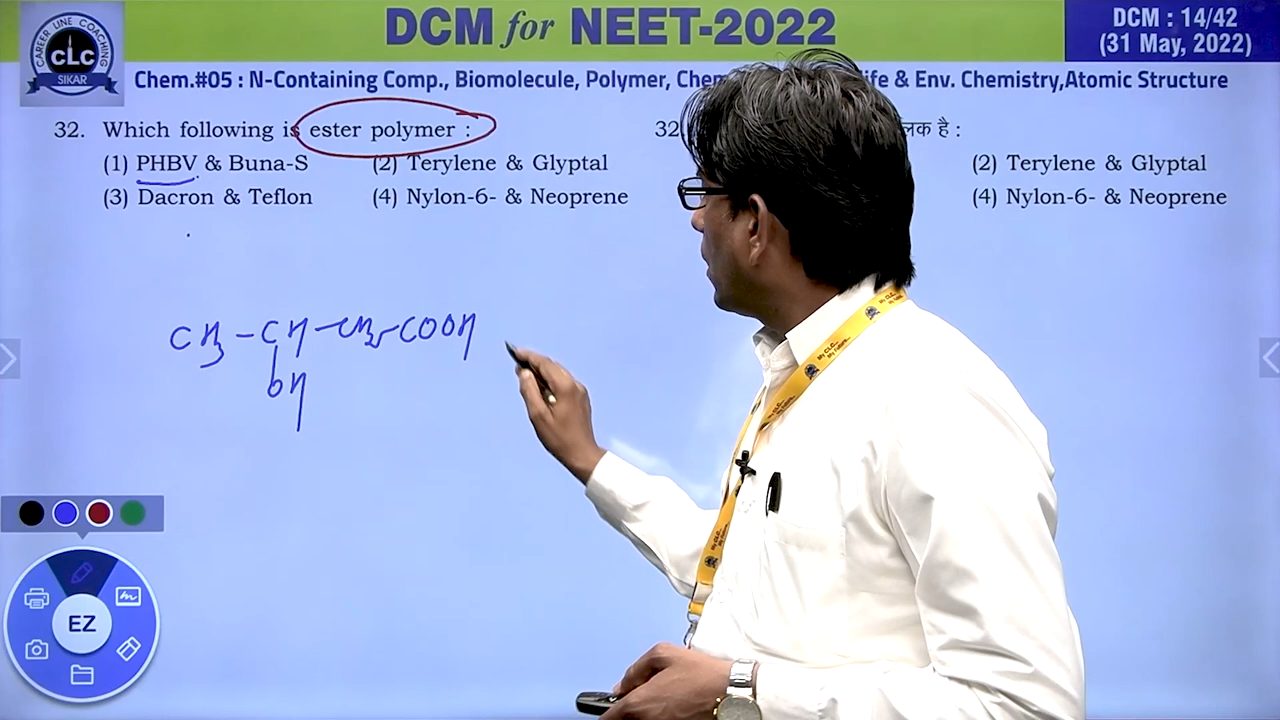 DCM for NEET-2022
DCM : 14/42
(31 May, 2022)
CAREER LINE COACHING
CLC
SIKAR
Chem.#05 : N-Containing Comp., Biomolecule, Polymer, Chem ife & Env. Chemistry,Atomic Structure
32. Which following is ester polymer :
(1) PHBV & Buna-S (2) Terylene & Glyptal
(3) Dacron & Teflon (4) Nylon-6- & Neoprene
32. लक है :
(2) Terylene & Glyptal
(4) Nylon-6- & Neoprene
CH3 - CH - CH2 - COOH
OH
EZ
My CLC..